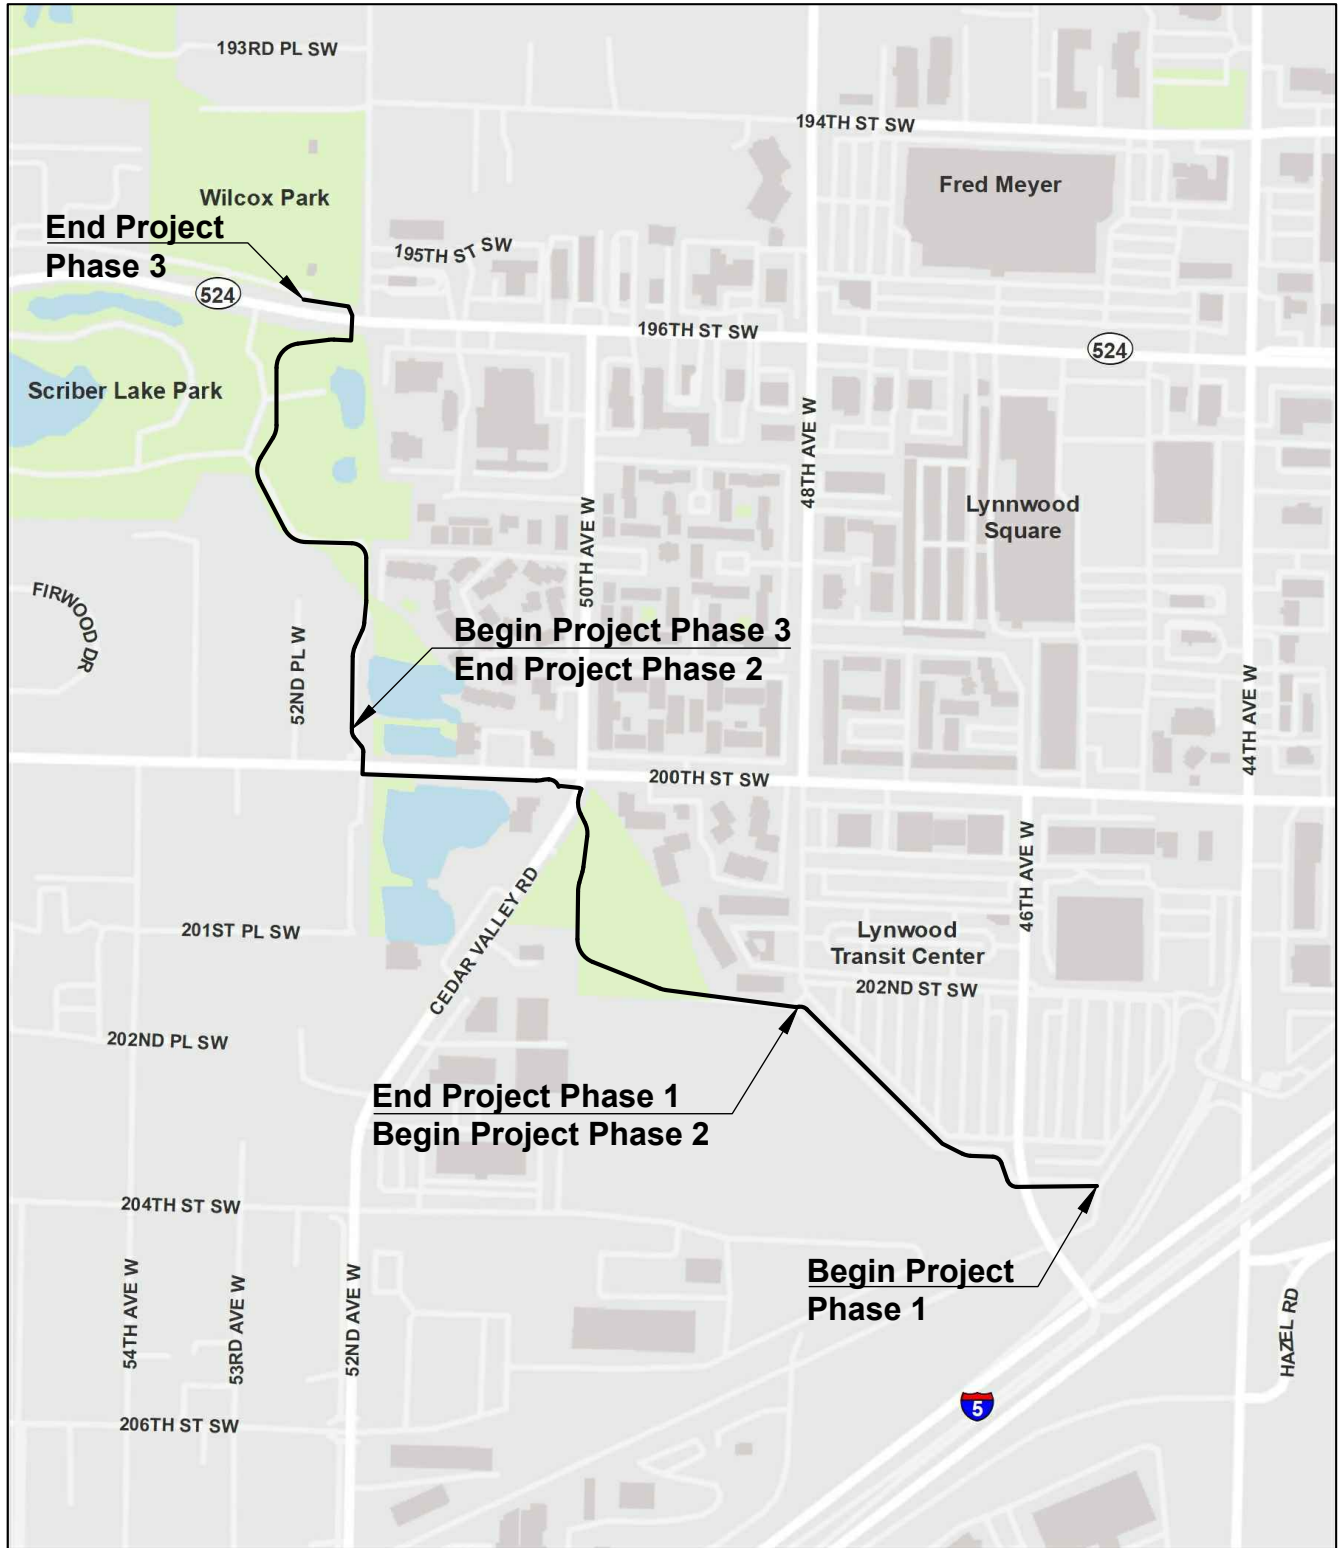 193RD PL SW
194TH ST SW
Fred Meyer
Wilcox Park
End Project
Phase 3
195TH ST SW
524
196TH ST SW
524
Scriber Lake Park
48TH AVE W
Lynnwood
Square
50TH AVE W
FIRWOOD DR
52ND PL W
Begin Project Phase 3
End Project Phase 2
44TH AVE W
200TH ST SW
46TH AVE W
CEDAR VALLEY RD
201ST PL SW
Lynwood
Transit Center
202ND ST SW
202ND PL SW
End Project Phase 1
Begin Project Phase 2
204TH ST SW
Begin Project
Phase 1
54TH AVE W
53RD AVE W
52ND AVE W
HAZEL RD
5
206TH ST SW